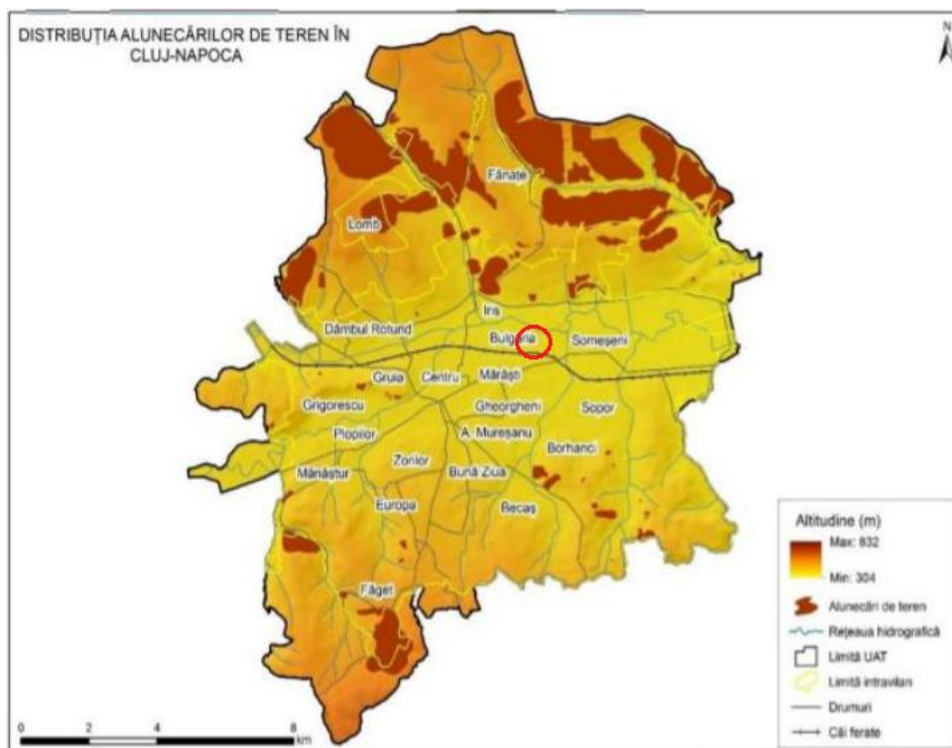 DISTRIBUȚIA ALUNECĂRILOR DE TEREN ÎN
CLUJ-NAPOCA
N
Fânațe
Lomb
Iris
Dâmbul Rotund
Bulgaria
Someșeni
Gruia
Centru
Mărăști
Grigorescu
Gheorgheni
Sopor
Plopilor
A. Mureșanu
Borhanci
Mănăștur
Zorilor
Bună Ziua
Europa
Becaș
Făget
Altitudine (m)
Max: 832
Min: 304
Alunecări de teren
Rețeaua hidrografică
Limită UAT
Limită intravilan
Drumuri
Căi ferate
0 2 4 8
km